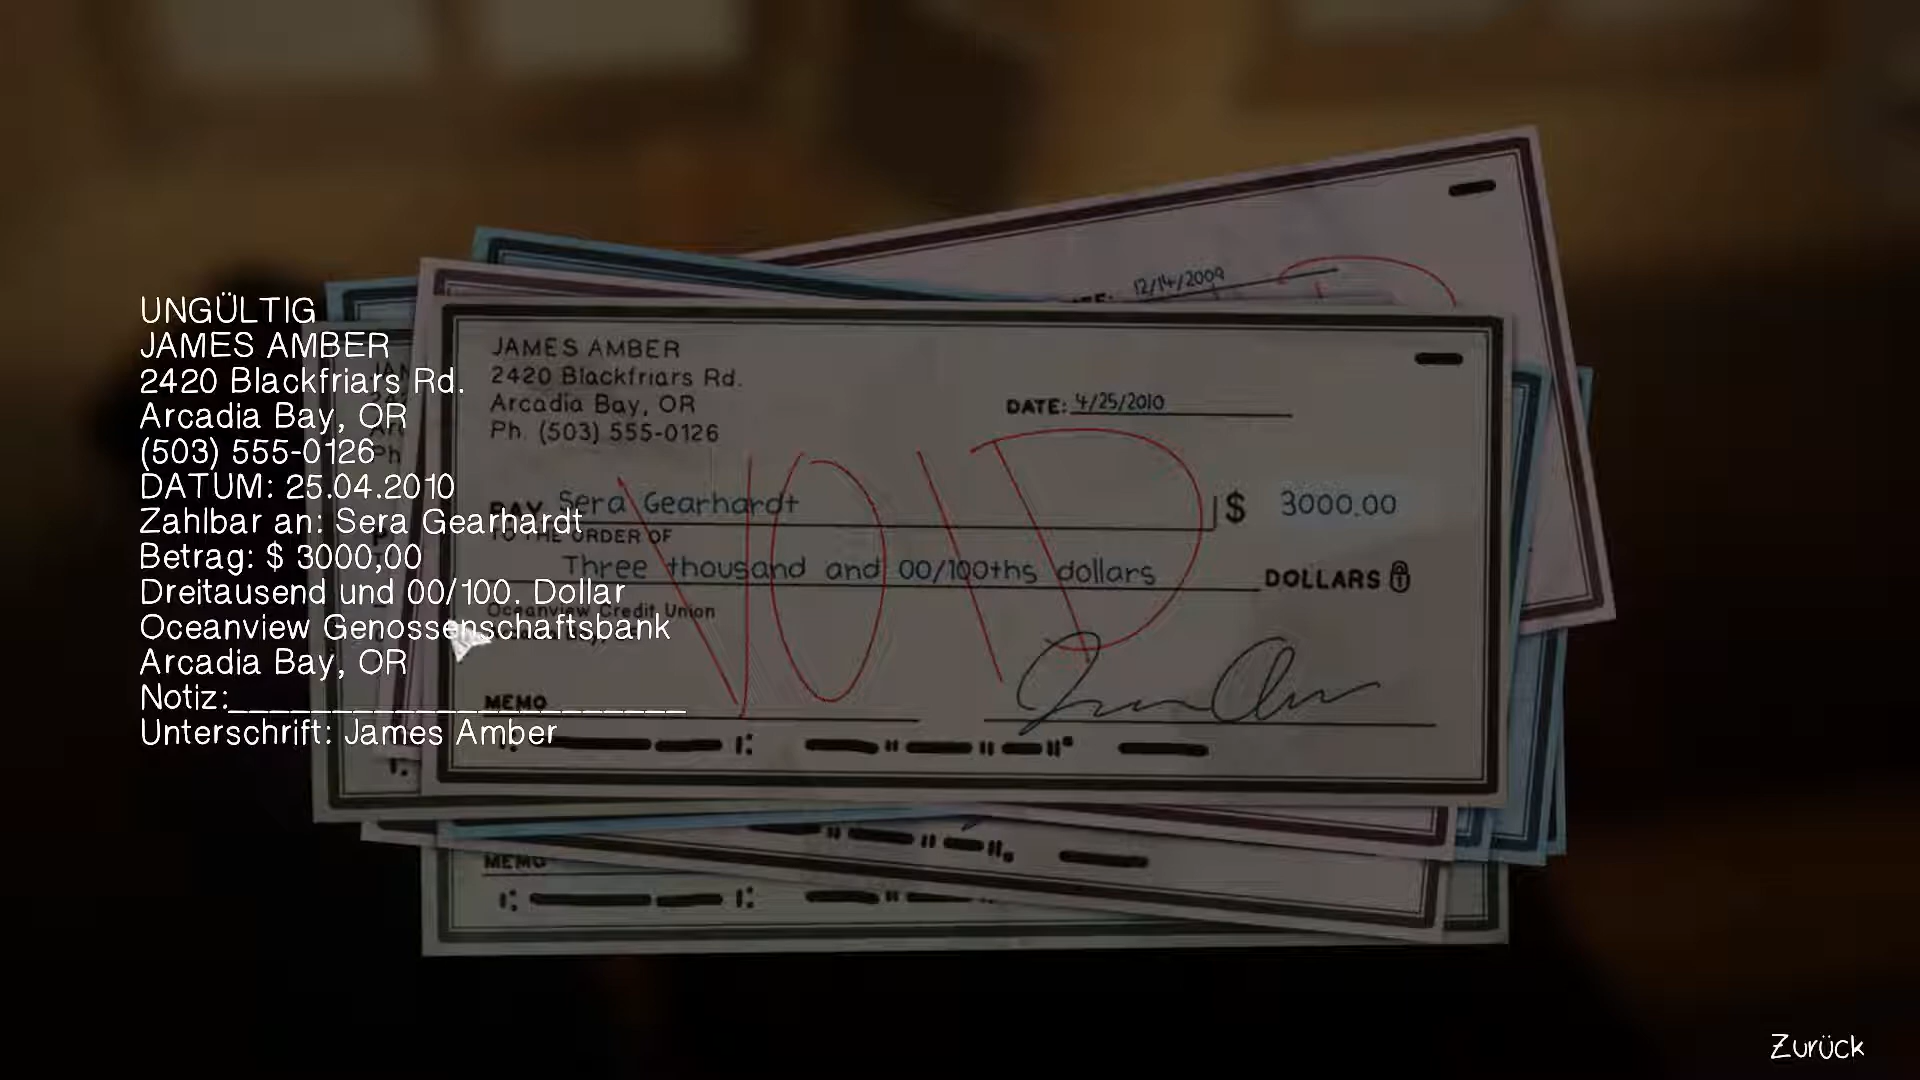 UNGÜLTIG
JAMES AMBER
2420 Blackfriars Rd.
Arcadia Bay, OR
(503) 555-0126
DATUM: 25.04.2010
Zahlbar an: Sera Gearhardt
Betrag: $ 3000,00
Dreitausend und 00/100. Dollar
Oceanview Genossenschaftsbank
Arcadia Bay, OR
Notiz:______________________
Unterschrift: James Amber
12/14/2009
JAMES AMBER
2420 Blackfriars Rd.
Arcadia Bay, OR
Ph. (503) 555-0126
DATE: 4/25/2010
VOID
PAY Sera Gearhardt $ 3000.00
TO THE ORDER OF
Three thousand and 00/100ths dollars DOLLARS
Oceanview Credit Union
MEMO
MEMO
Zurück